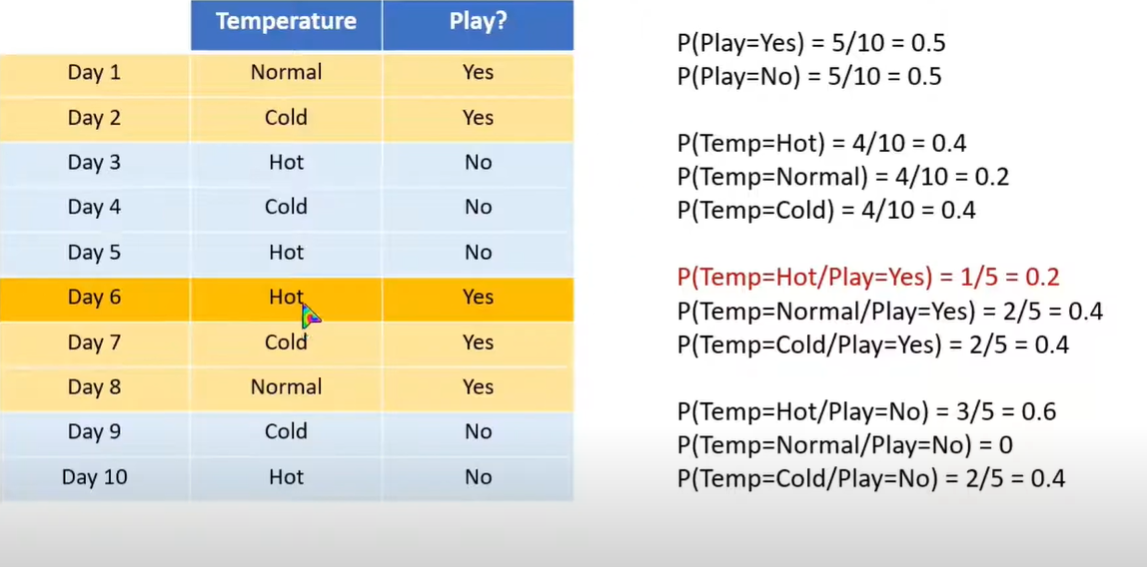 Temperature Play?
Day 1 Normal Yes
Day 2 Cold Yes
Day 3 Hot No
Day 4 Cold No
Day 5 Hot No
Day 6 Hot Yes
Day 7 Cold Yes
Day 8 Normal Yes
Day 9 Cold No
Day 10 Hot No
P(Play=Yes) = 5/10 = 0.5
P(Play=No) = 5/10 = 0.5
P(Temp=Hot) = 4/10 = 0.4
P(Temp=Normal) = 4/10 = 0.2
P(Temp=Cold) = 4/10 = 0.4
P(Temp=Hot/Play=Yes) = 1/5 = 0.2
P(Temp=Normal/Play=Yes) = 2/5 = 0.4
P(Temp=Cold/Play=Yes) = 2/5 = 0.4
P(Temp=Hot/Play=No) = 3/5 = 0.6
P(Temp=Normal/Play=No) = 0
P(Temp=Cold/Play=No) = 2/5 = 0.4